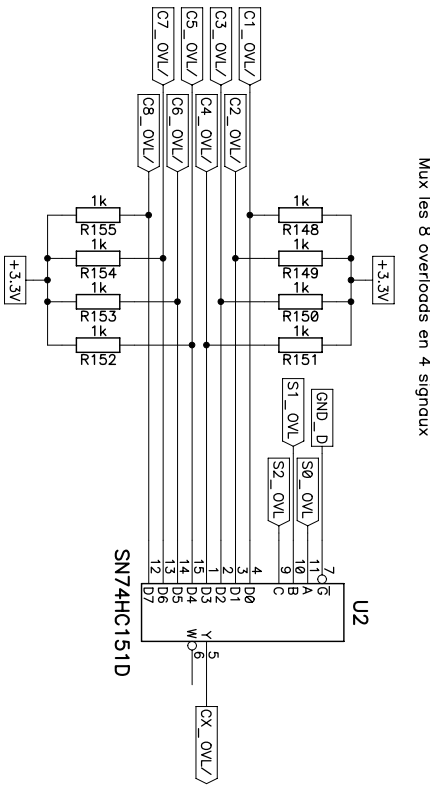 Mux les 8 overloads en 4 signaux
+3.3V
1k
R148
1k
R149
1k
R150
1k
R151
GND_D
S0_OVL
S1_OVL
S2_OVL
C1_OVL/
C2_OVL/
C3_OVL/
C4_OVL/
C5_OVL/
C6_OVL/
C7_OVL/
C8_OVL/
1k
R155
1k
R154
1k
R153
1k
R152
+3.3V
U2
7
G
11
A
10
B
9
C
4
D0
3
D1
2
D2
1
D3
15
D4
14
D5
13
D6
12
D7
Y
5
W
6
CX_OVL/
SN74HC151D